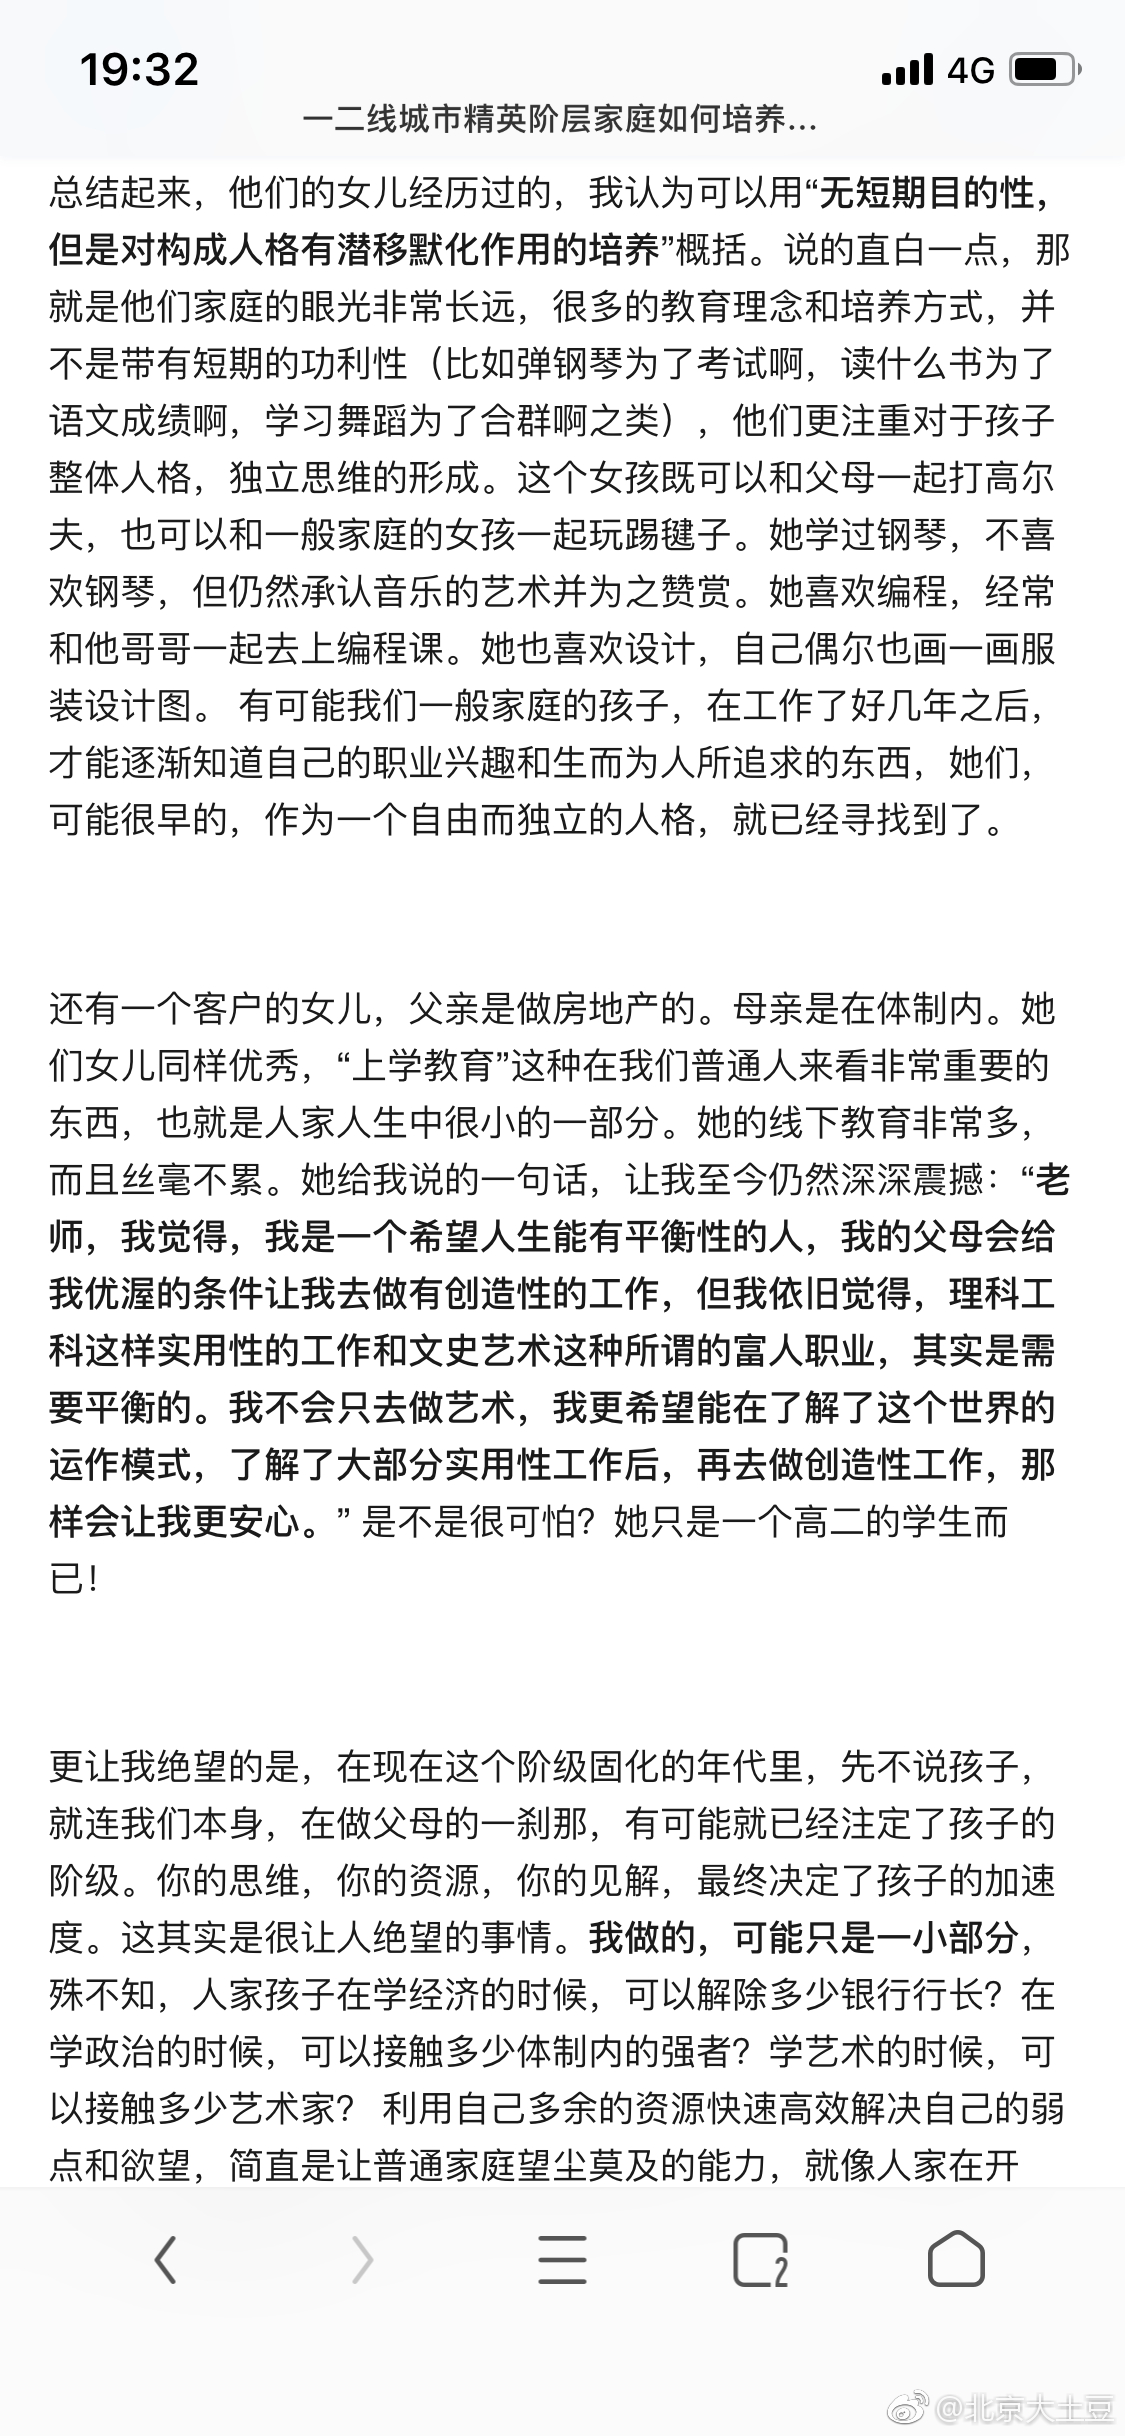 19:32
4G
一二线城市精英阶层家庭如何培养...
总结起来，他们的女儿经历过的，我认为可以用“无短期目的性，
但是对构成人格有潜移默化作用的培养”概括。说的直白一点，那
就是他们家庭的眼光非常长远，很多的教育理念和培养方式，并
不是带有短期的功利性（比如弹钢琴为了考试啊，读什么书为了
语文成绩啊，学习舞蹈为了合群啊之类），他们更注重对于孩子
整体人格，独立思维的形成。这个女孩既可以和父母一起打高尔
夫，也可以和一般家庭的女孩一起玩踢毽子。她学过钢琴，不喜
欢钢琴，但仍然承认音乐的艺术并为之赞赏。她喜欢编程，经常
和他哥哥一起去上编程课。她也喜欢设计，自己偶尔也画一画服
装设计图。 有可能我们一般家庭的孩子，在工作了好几年之后，
才能逐渐知道自己的职业兴趣和生而为人所追求的东西，她们，
可能很早的，作为一个自由而独立的人格，就已经寻找到了。
还有一个客户的女儿，父亲是做房地产的。母亲是在体制内。她
们女儿同样优秀，“上学教育”这种在我们普通人来看非常重要的
东西，也就是人家人生中很小的一部分。她的线下教育非常多，
而且丝毫不累。她给我说的一句话，让我至今仍然深深震撼：“老
师，我觉得，我是一个希望人生能有平衡性的人，我的父母会给
我优渥的条件让我去做有创造性的工作，但我依旧觉得，理科工
科这样实用性的工作和文史艺术这种所谓的富人职业，其实是需
要平衡的。我不会只去做艺术，我更希望能在了解了这个世界的
运作模式，了解了大部分实用性工作后，再去做创造性工作，那
样会让我更安心。” 是不是很可怕？她只是一个高二的学生而
已！
更让我绝望的是，在现在这个阶级固化的年代里，先不说孩子，
就连我们本身，在做父母的一刹那，有可能就已经注定了孩子的
阶级。你的思维，你的资源，你的见解，最终决定了孩子的加速
度。这其实是很让人绝望的事情。我做的，可能只是一小部分，
殊不知，人家孩子在学经济的时候，可以解除多少银行行长？在
学政治的时候，可以接触多少体制内的强者？学艺术的时候，可
以接触多少艺术家？ 利用自己多余的资源快速高效解决自己的弱
点和欲望，简直是让普通家庭望尘莫及的能力，就像人家在开
2
@北京大土豆